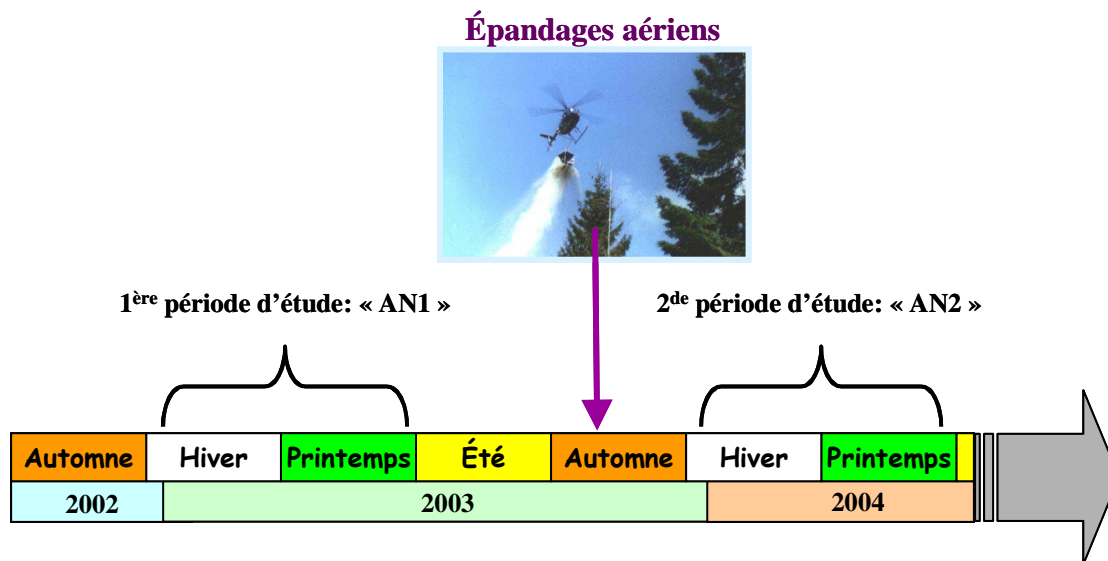 Épandages aériens
1ère période d'étude: « AN1 »
2de période d'étude: « AN2 »
Automne Hiver Printemps Été Automne Hiver Printemps
2002 2003 2004